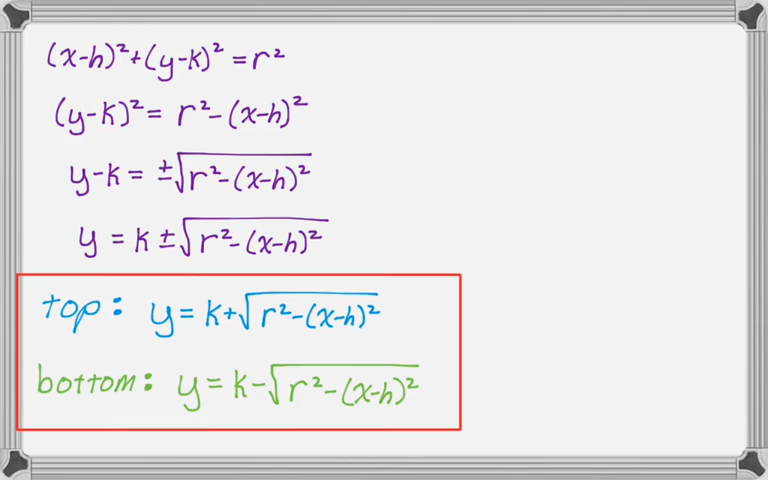 (x-h)²+(y-k)²=r²
(y-k)²= r²-(x-h)²
y-k = ±√(r²-(x-h)²)
y = k ±√(r²-(x-h)²)
top: y= k+√(r²-(x-h)²)
bottom: y= k-√(r²-(x-h)²)